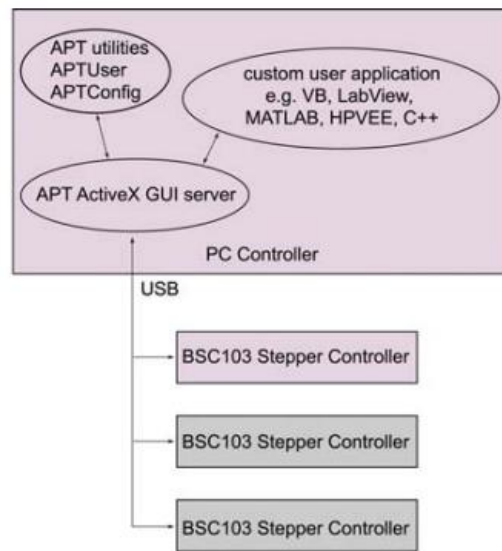 APT utilities
APTUser
APTConfig
custom user application
e.g. VB, LabView,
MATLAB, HPVEE, C++
APT ActiveX GUI server
PC Controller
USB
BSC103 Stepper Controller
BSC103 Stepper Controller
BSC103 Stepper Controller